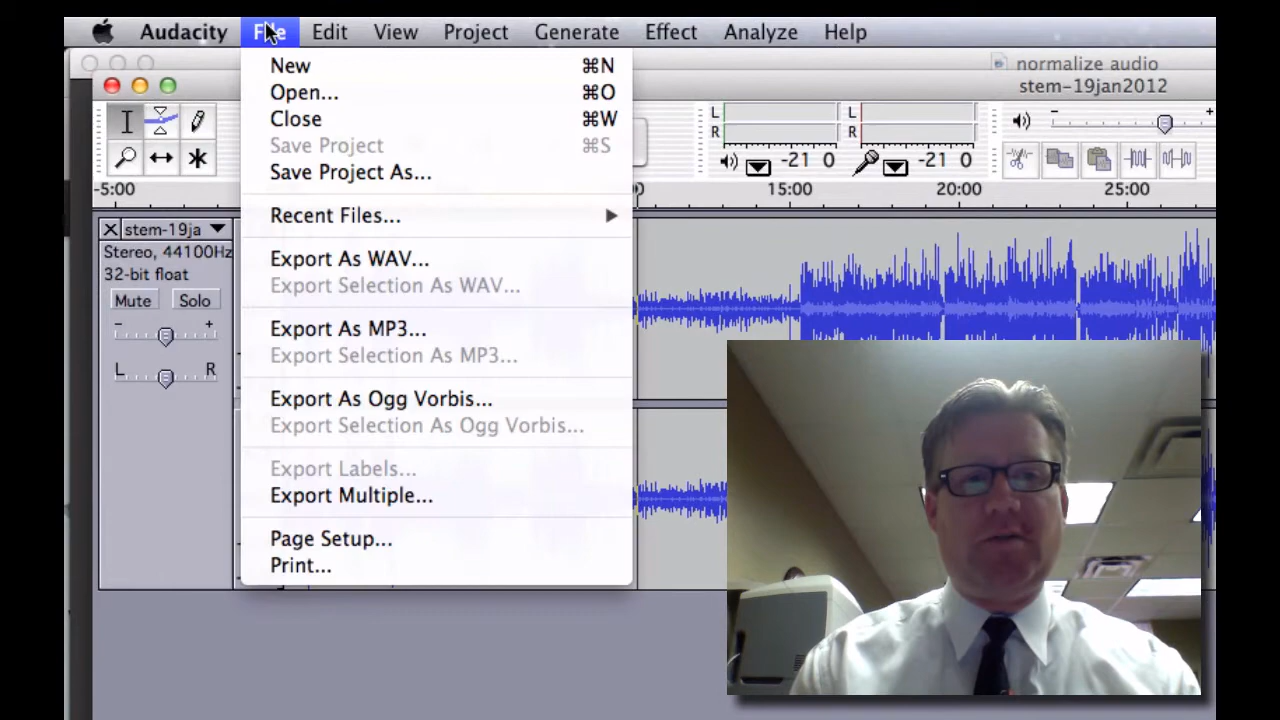 Audacity File Edit View Project Generate Effect Analyze Help
normalize audio
stem-19jan2012
New ⌘N
Open... ⌘O
Close ⌘W
Save Project ⌘S
Save Project As...
Recent Files...
Export As WAV...
Export Selection As WAV...
Export As MP3...
Export Selection As MP3...
Export As Ogg Vorbis...
Export Selection As Ogg Vorbis...
Export Labels...
Export Multiple...
Page Setup...
Print...
L L
R R
-21 0 -21 0
- +
-5:00 15:00 20:00 25:00
stem-19ja
Stereo, 44100Hz
32-bit float
Mute Solo
- +
L R